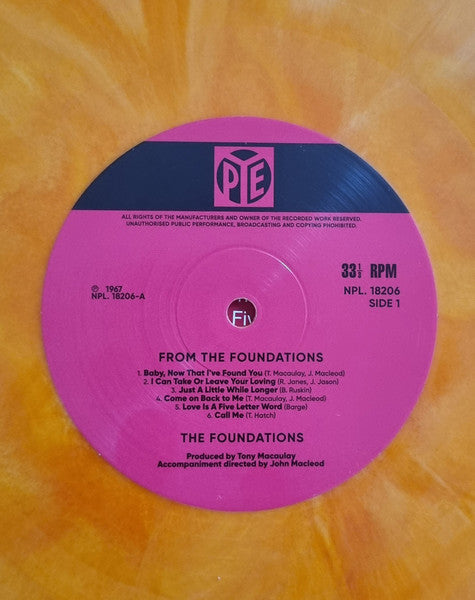 PYE
ALL RIGHTS OF THE MANUFACTURERS AND OWNER OF THE RECORDED WORK RESERVED.
UNAUTHORISED PUBLIC PERFORMANCE, BROADCASTING AND COPYING PROHIBITED.
33⅓ RPM
℗ 1967
NPL. 18206-A
NPL. 18206
SIDE 1
Fiv
FROM THE FOUNDATIONS
1. Baby, Now That I've Found You (T. Macaulay, J. Macleod)
2. I Can Take Or Leave Your Loving (R. Jones, J. Jason)
3. Just A Little While Longer (B. Ruskin)
4. Come on Back to Me (T. Macaulay, J. Macleod)
5. Love Is A Five Letter Word (Barge)
6. Call Me (T. Hatch)
THE FOUNDATIONS
Produced by Tony Macaulay
Accompaniment directed by John Macleod